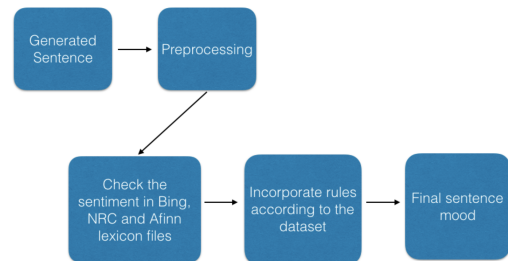 Generated
Sentence
Preprocessing
Check the
sentiment in Bing,
NRC and Afinn
lexicon files
Incorporate rules
according to the
dataset
Final sentence
mood